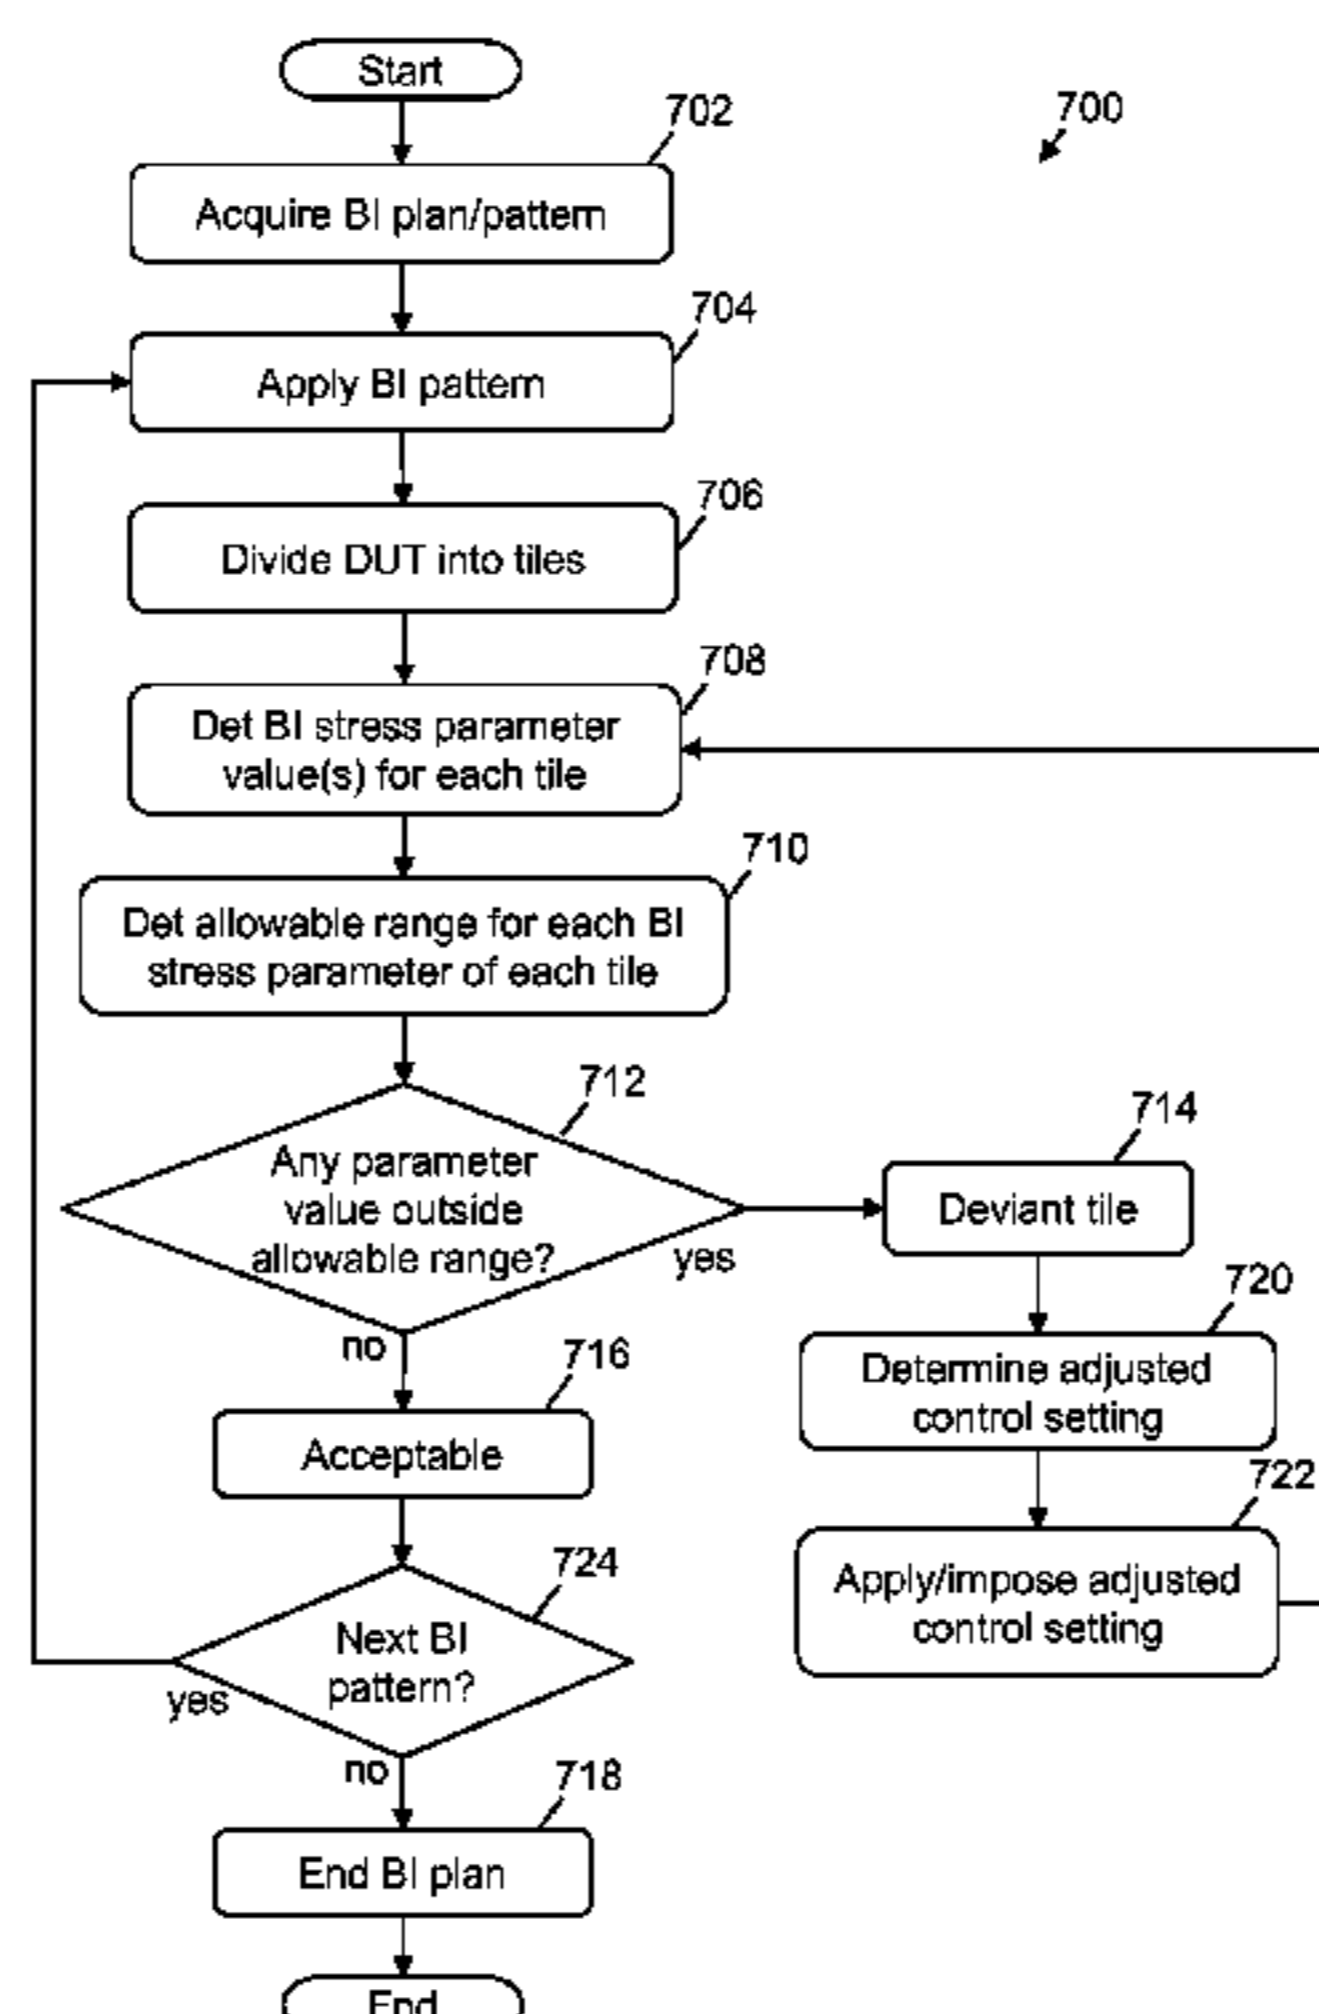 Start
702
700
Acquire BI plan/pattern
704
Apply BI pattern
706
Divide DUT into tiles
708
Det BI stress parameter
value(s) for each tile
710
Det allowable range for each BI
stress parameter of each tile
712
Any parameter
value outside
allowable range?
yes
no
714
Deviant tile
720
Determine adjusted
control setting
722
Apply/impose adjusted
control setting
716
Acceptable
724
Next BI
pattern?
yes
no
718
End BI plan
End